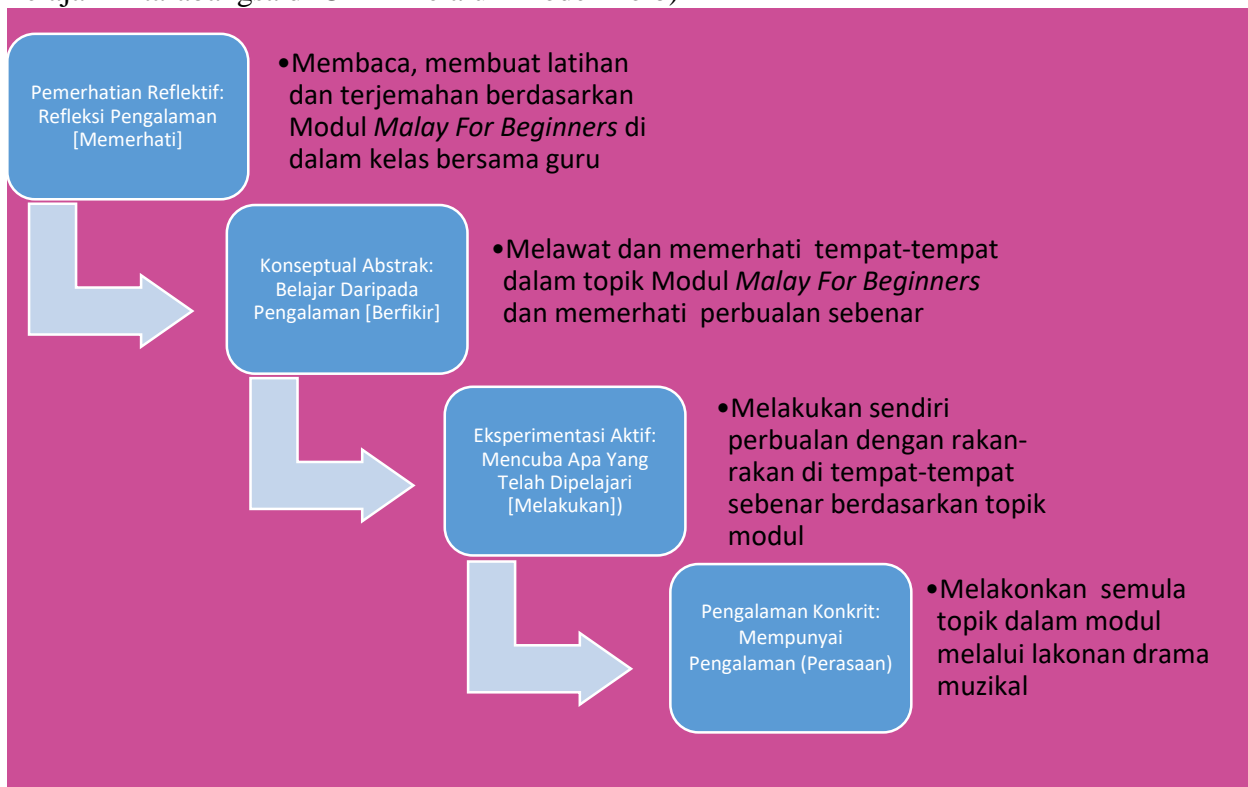 Pemerhatian Reflektif:
Refleksi Pengalaman
[Memerhati]
•Membaca, membuat latihan
dan terjemahan berdasarkan
Modul Malay For Beginners di
dalam kelas bersama guru
Konseptual Abstrak:
Belajar Daripada
Pengalaman [Berfikir]
•Melawat dan memerhati tempat-tempat
dalam topik Modul Malay For Beginners
dan memerhati perbualan sebenar
Eksperimentasi Aktif:
Mencuba Apa Yang
Telah Dipelajari
[Melakukan])
•Melakukan sendiri
perbualan dengan rakan-
rakan di tempat-tempat
sebenar berdasarkan topik
modul
Pengalaman Konkrit:
Mempunyai
Pengalaman (Perasaan)
•Melakonkan semula
topik dalam modul
melalui lakonan drama
muzikal